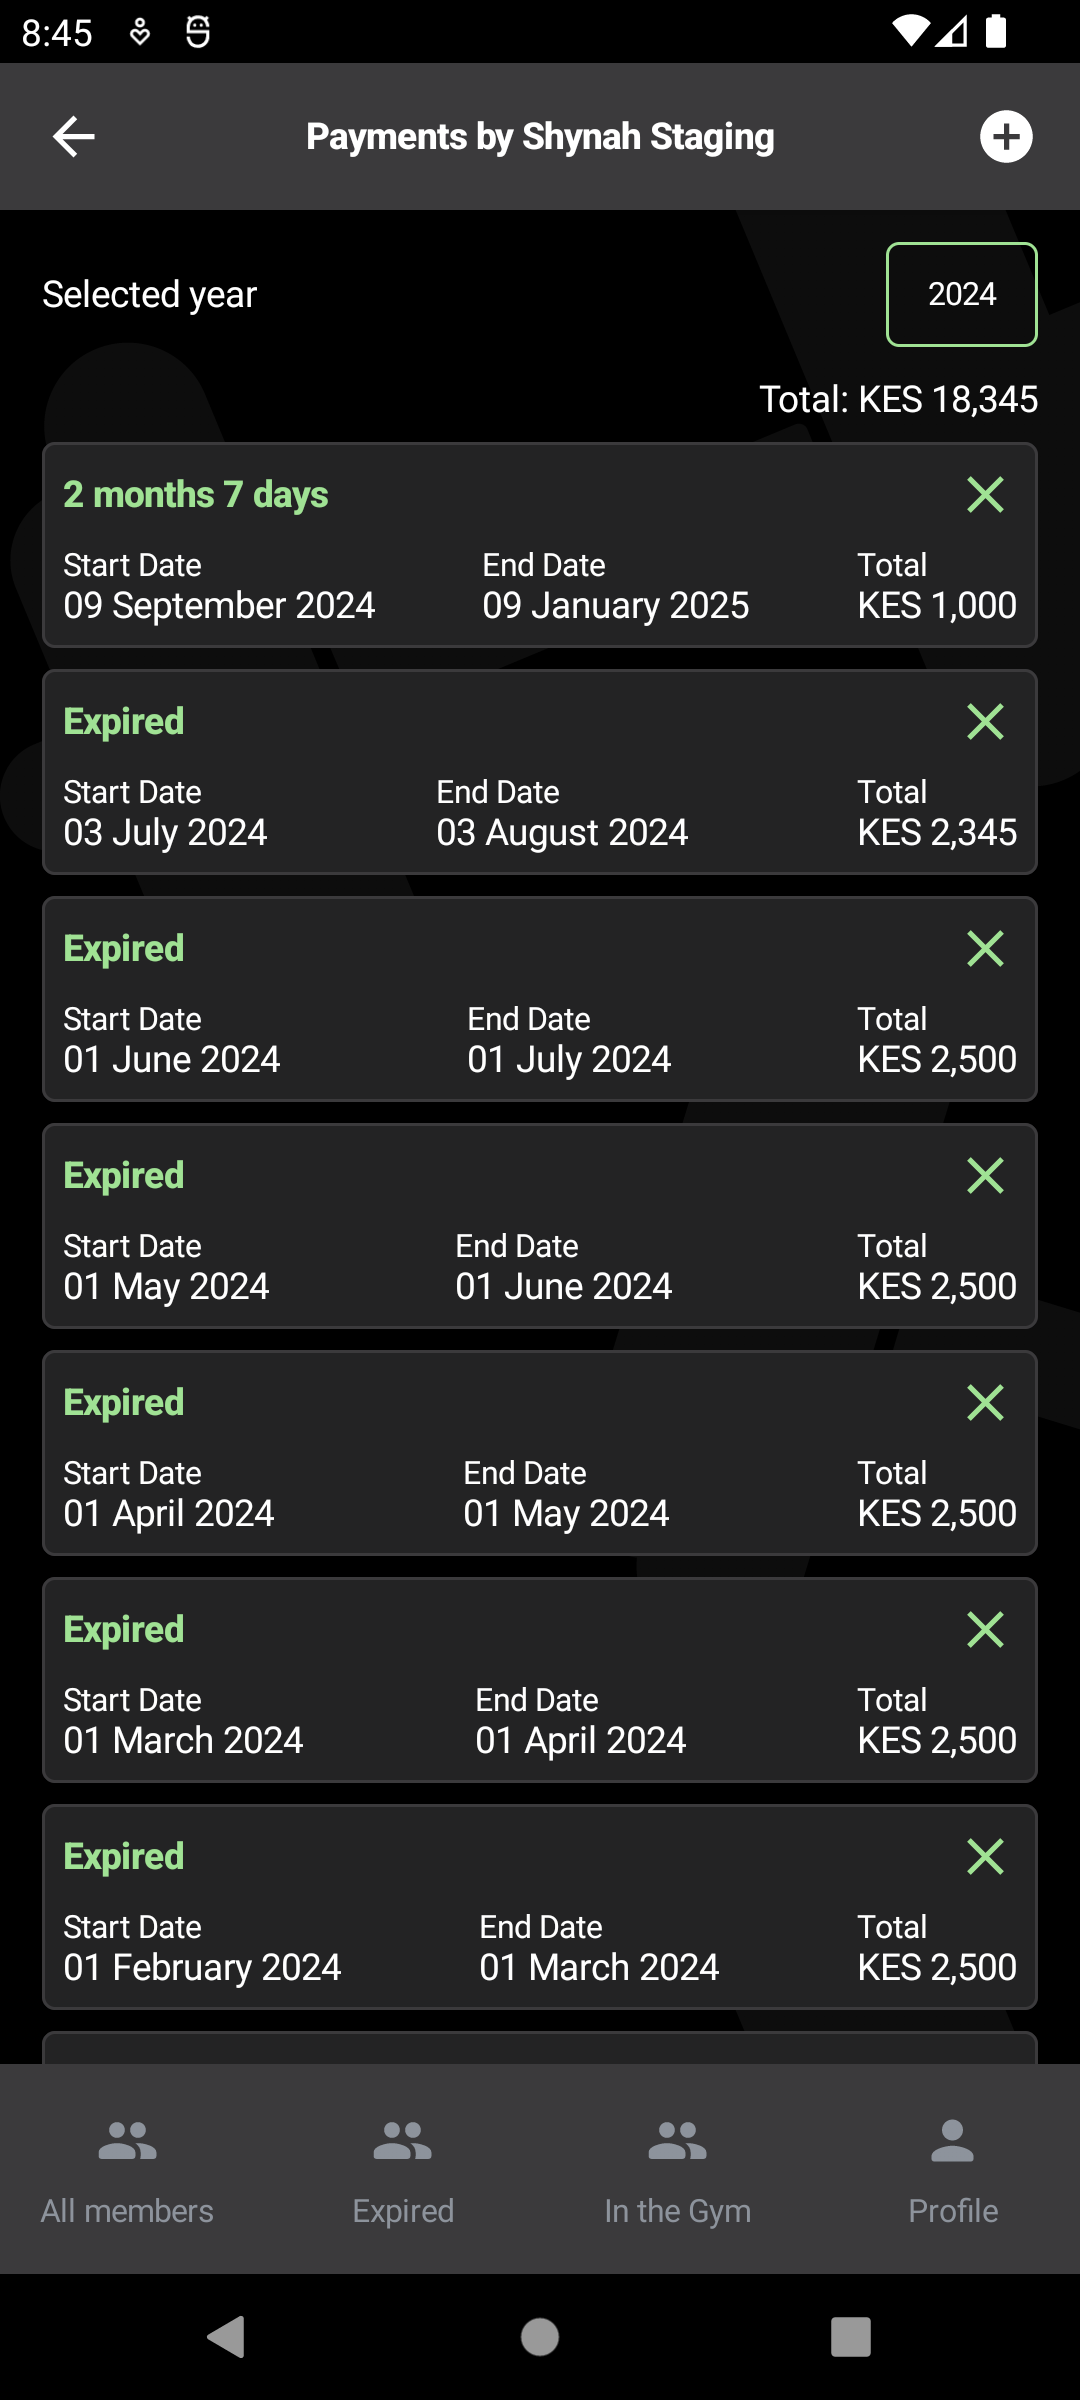 8:45
Payments by Shynah Staging
Selected year
2024
Total: KES 18,345
2 months 7 days
Start Date End Date Total
09 September 2024 09 January 2025 KES 1,000
Expired
Start Date End Date Total
03 July 2024 03 August 2024 KES 2,345
Expired
Start Date End Date Total
01 June 2024 01 July 2024 KES 2,500
Expired
Start Date End Date Total
01 May 2024 01 June 2024 KES 2,500
Expired
Start Date End Date Total
01 April 2024 01 May 2024 KES 2,500
Expired
Start Date End Date Total
01 March 2024 01 April 2024 KES 2,500
Expired
Start Date End Date Total
01 February 2024 01 March 2024 KES 2,500
All members Expired In the Gym Profile